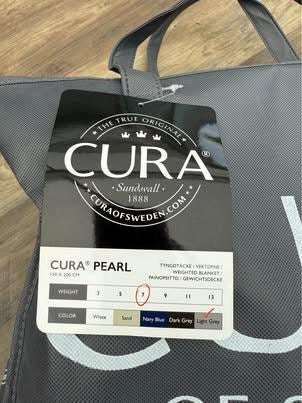 THE TRUE ORIGINAL
CURA®
Sandwall
1888
CURAOFSWEDEN.COM
CURA® PEARL
150 X 200 CM
TYNGDTÄCKE / VEKTDYNE /
WEIGHTED BLANKET /
PAINOPEITTO / GEWICHTSDECKE
WEIGHT 3 5 7 9 11 13
COLOR White Sand Navy Blue Dark Grey Light Grey